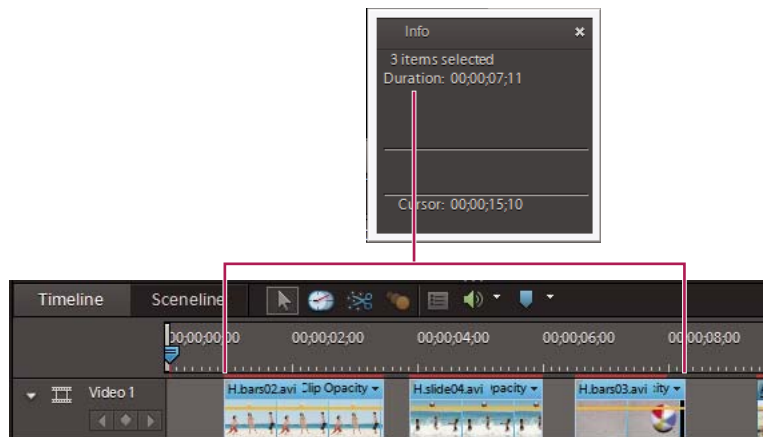 Info
3 items selected
Duration: 00;00;07;11
Cursor: 00;00;15;10
Timeline Sceneline
00;00;00;00 00;00;02;00 00;00;04;00 00;00;06;00 00;00;08;00
Video 1
H.bars02.avi Clip Opacity H.slide04.avi pacity H.bars03.avi :ity